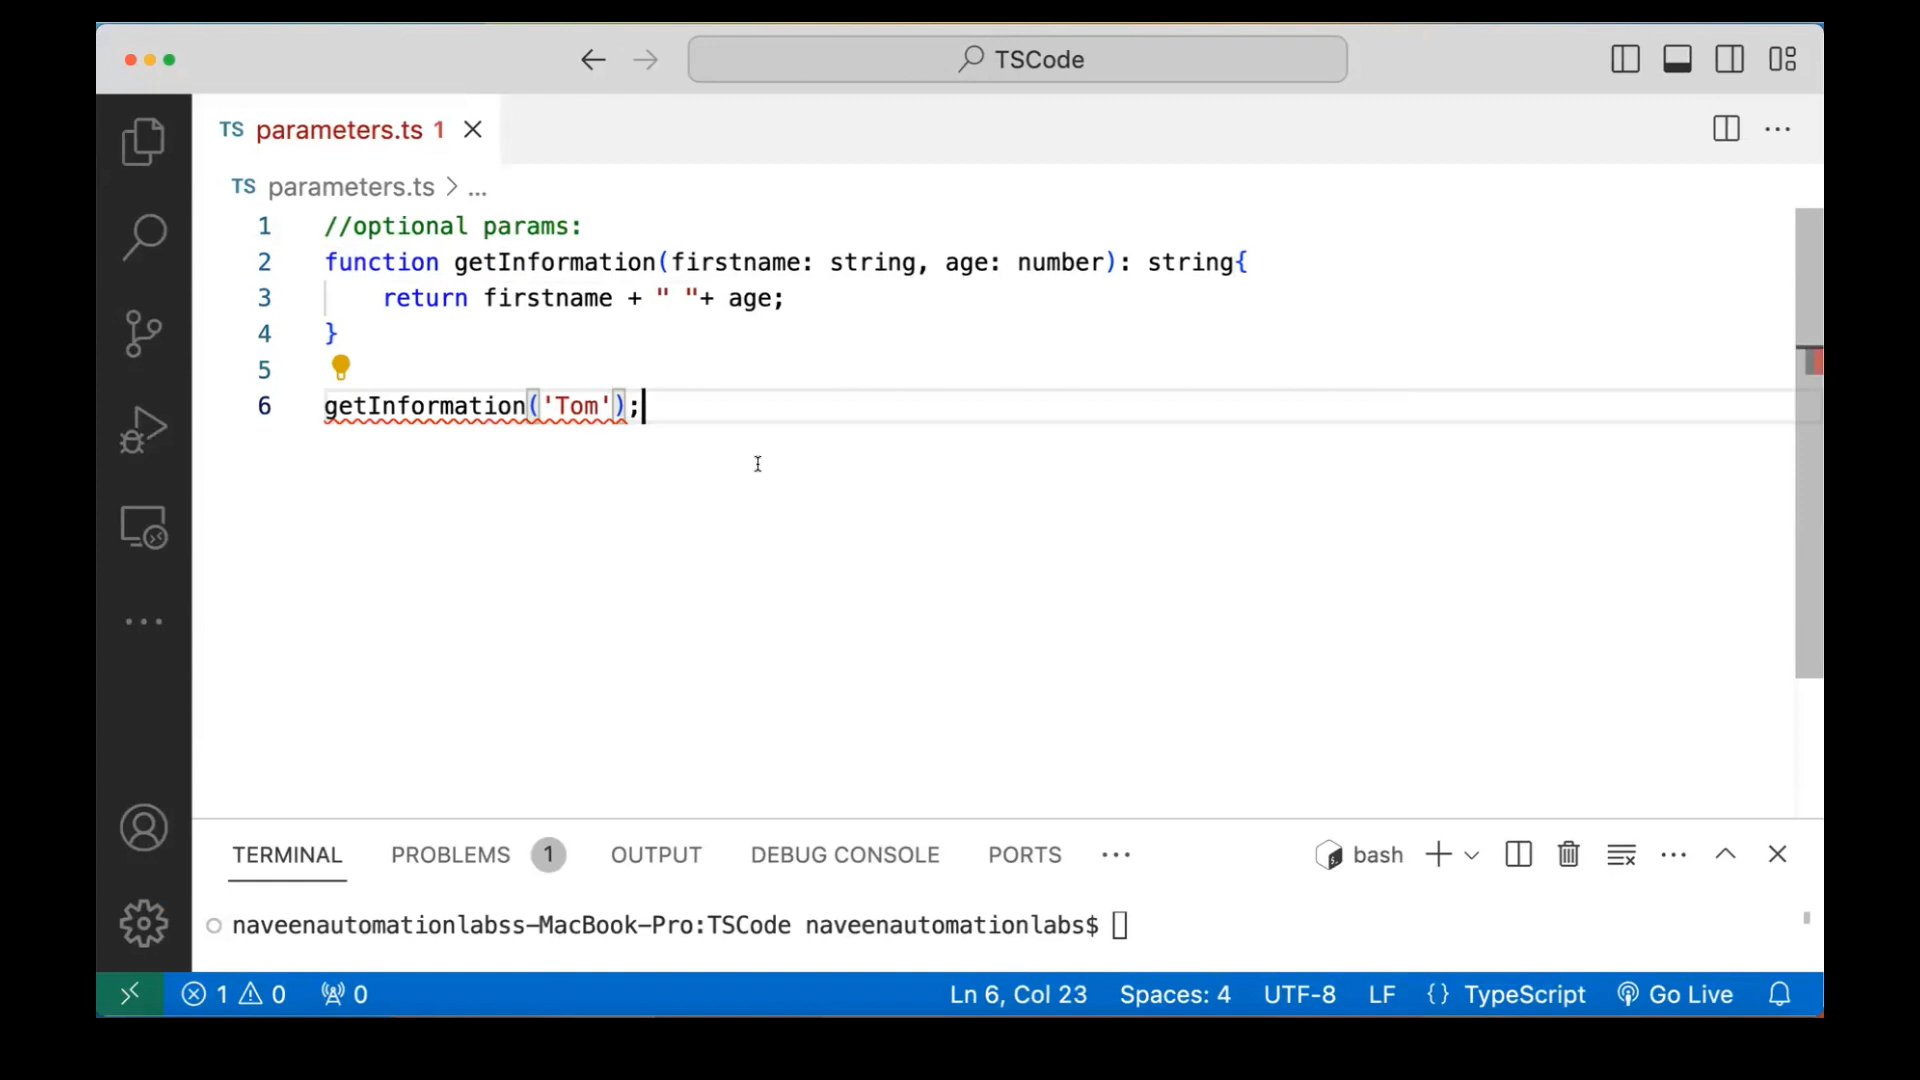 TSCode
TS parameters.ts 1
TS parameters.ts > ...
1 //optional params:
2 function getInformation(firstname: string, age: number): string{
3 return firstname + " "+ age;
4 }
5
6 getInformation('Tom');
TERMINAL PROBLEMS 1 OUTPUT DEBUG CONSOLE PORTS ... bash
naveenautomationlabss-MacBook-Pro:TSCode naveenautomationlabs$
1 0 0 Ln 6, Col 23 Spaces: 4 UTF-8 LF {} TypeScript Go Live